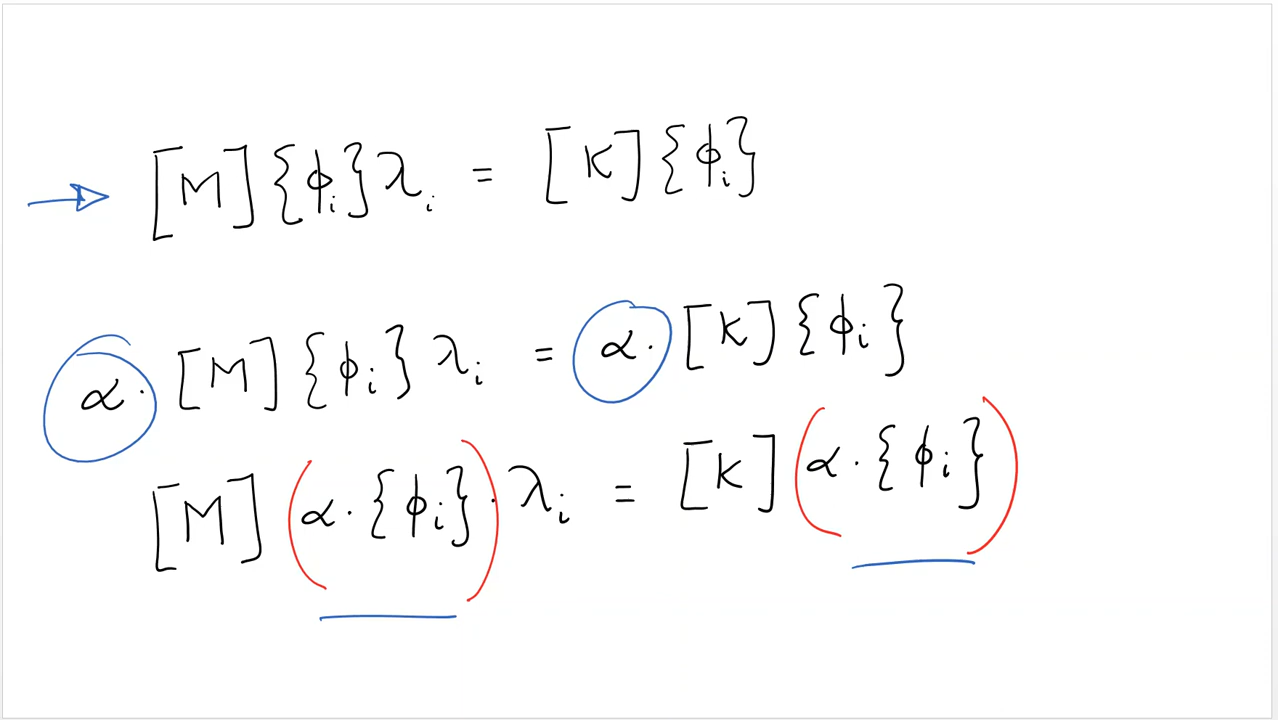 [M]{ϕᵢ}λᵢ = [K]{ϕᵢ}
α·[M]{ϕᵢ}λᵢ = α·[K]{ϕᵢ}
[M](α·{ϕᵢ})·λᵢ = [K](α·{ϕᵢ})